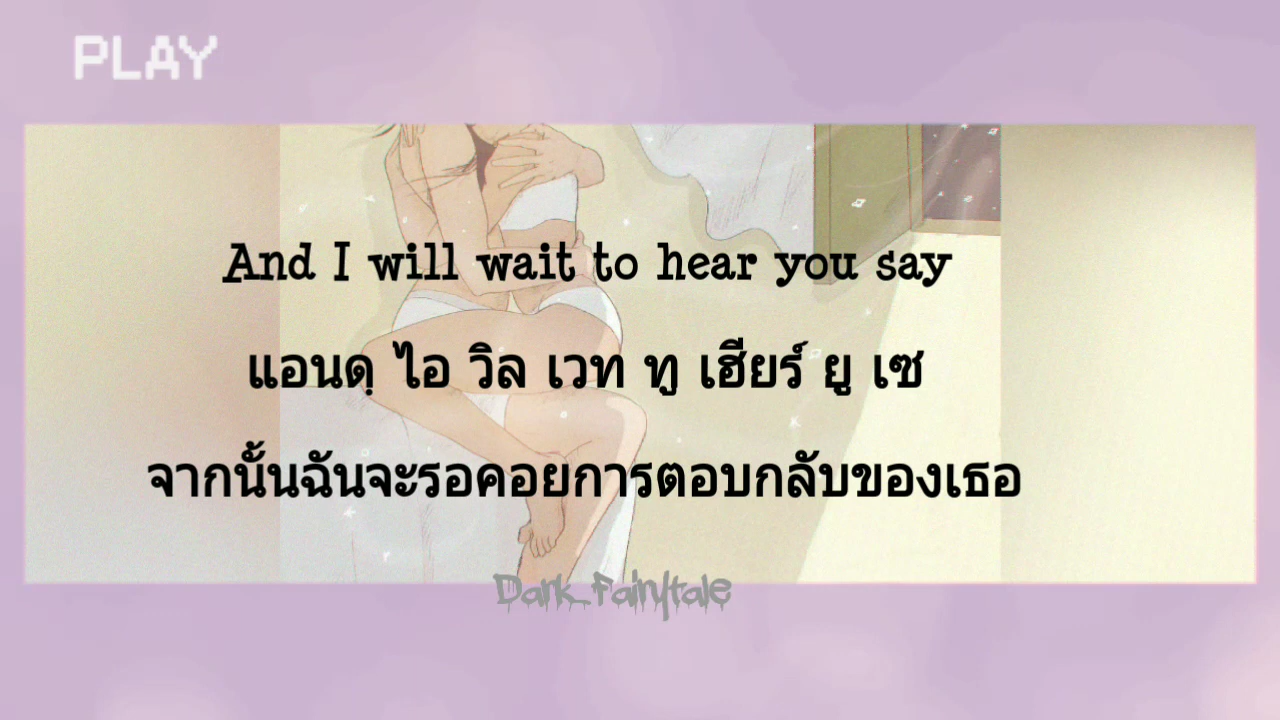 PLAY
And I will wait to hear you say
แอนดฺ ไอ วิล เวท ทู เฮียร์ ยู เซ
จากนั้นฉันจะรอคอยการตอบกลับของเธอ
Dark_Fairytale